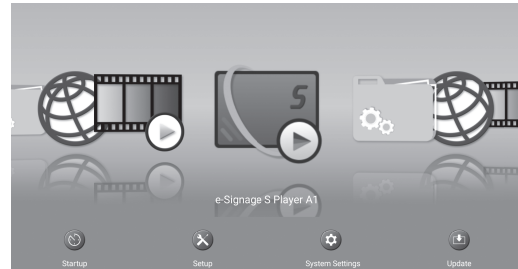 S
e-Signage S Player A1
Startup
Setup
System Settings
Update